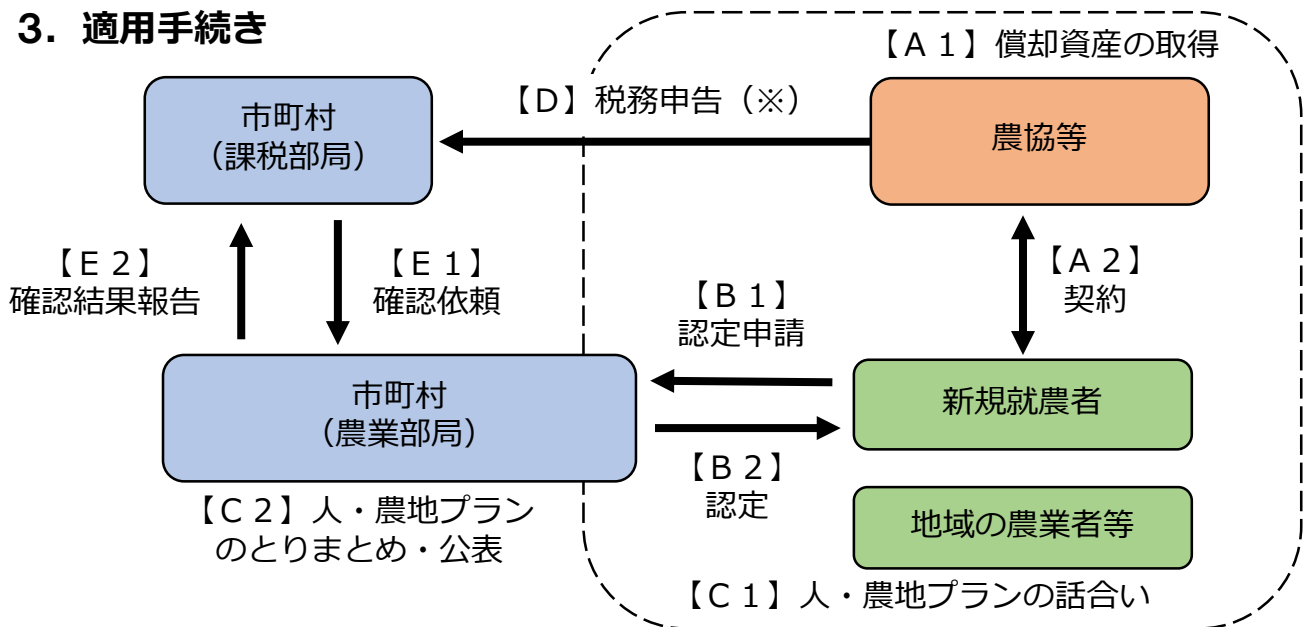 ３．適用手続き
【Ａ１】償却資産の取得
【Ｄ】税務申告（※）
市町村
（課税部局）
農協等
【Ｅ２】
確認結果報告
【Ｅ１】
確認依頼
【Ａ２】
契約
【Ｂ１】
認定申請
市町村
（農業部局）
新規就農者
【Ｂ２】
認定
【Ｃ２】人・農地プラン
のとりまとめ・公表
地域の農業者等
【Ｃ１】人・農地プランの話合い